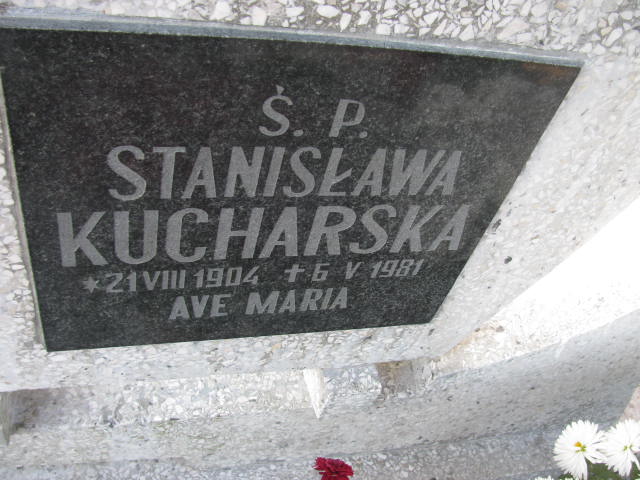 Ś. P.
STANISŁAWA
KUCHARSKA
*21 VIII 1904 + 6 V 1981
AVE MARIA